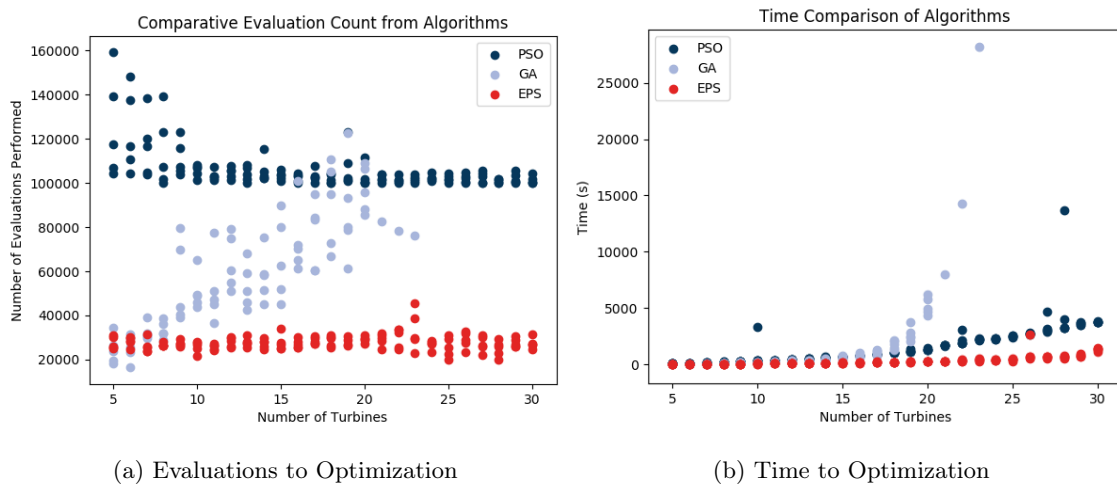 Comparative Evaluation Count from Algorithms
Number of Evaluations Performed
160000
140000
120000
100000
80000
60000
40000
20000
PSO
GA
EPS
5 10 15 20 25 30
Number of Turbines
(a) Evaluations to Optimization
Time Comparison of Algorithms
Time (s)
25000
20000
15000
10000
5000
0
PSO
GA
EPS
5 10 15 20 25 30
Number of Turbines
(b) Time to Optimization